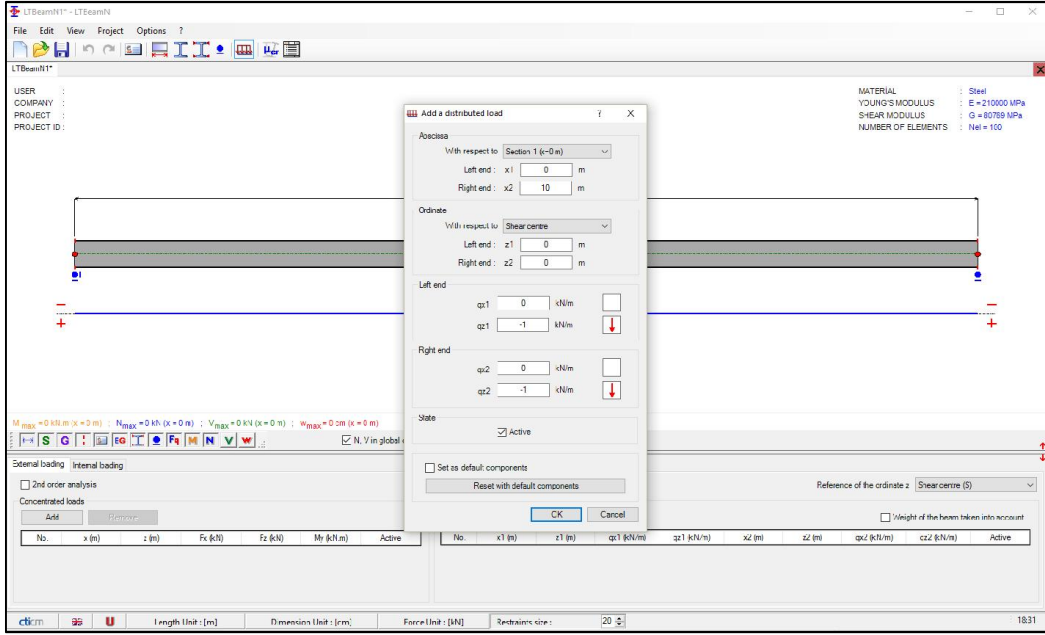 LTBeamN1* - LTBeamN
File Edit View Project Options ?
LTBeamN1*
USER :
COMPANY :
PROJECT :
PROJECT ID :
MATERIAL : Steel
YOUNG'S MODULUS : E = 210000 MPa
SHEAR MODULUS : G = 80769 MPa
NUMBER OF ELEMENTS : Nel = 100
Add a distributed load ? X
Abscissa
With respect to Section 1 (x=0 m)
Left end : x1 0 m
Right end : x2 10 m
Ordinate
With respect to Shear centre
Left end : z1 0 m
Right end : z2 0 m
Left end
qx1 0 kN/m
qz1 -1 kN/m
Right end
qx2 0 kN/m
qz2 -1 kN/m
State
Active
Set as default components
Reset with default components
OK Cancel
M max = 0 kN.m (x = 0 m) ; Nmax = 0 kN (x = 0 m) ; Vmax = 0 kN (x = 0 m) ; wmax = 0 cm (x = 0 m)
S G EG Fq M N V w N, V in global
External loading Internal loading
2nd order analysis
Reference of the ordinate z Shear centre (S)
Concentrated loads
Add Remove
Weight of the beam taken into account
No. x (m) z (m) Fx (kN) Fz (kN) My (kN.m) Active
No. x1 (m) z1 (m) qx1 (kN/m) qz1 (kN/m) x2 (m) z2 (m) qx2 (kN/m) qz2 (kN/m) Active
cticm U Length Unit : [m] Dimension Unit : [cm] Force Unit : [kN] Restraints size : 20 18:31